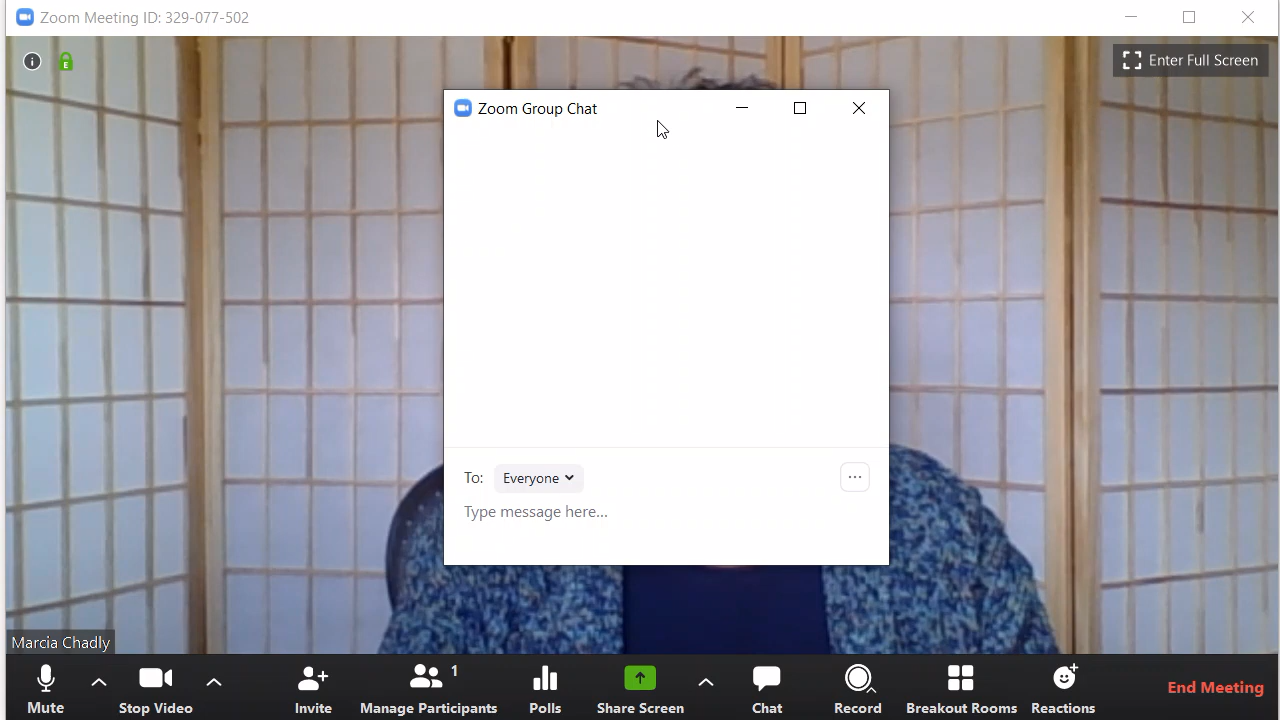 Zoom Meeting ID: 329-077-502
E
Enter Full Screen
Zoom Group Chat
To: Everyone
Type message here...
Marcia Chadly
Mute
Stop Video
Invite
1
Manage Participants
Polls
Share Screen
Chat
Record
Breakout Rooms
Reactions
End Meeting